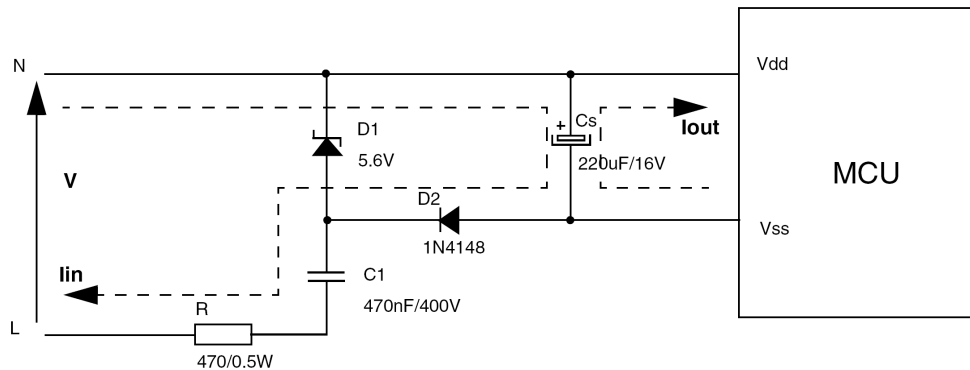 N
Vdd
+
Cs
Iout
D1
5.6V
220uF/16V
V
D2
MCU
1N4148
Vss
Iin
C1
R
470nF/400V
L
470/0.5W